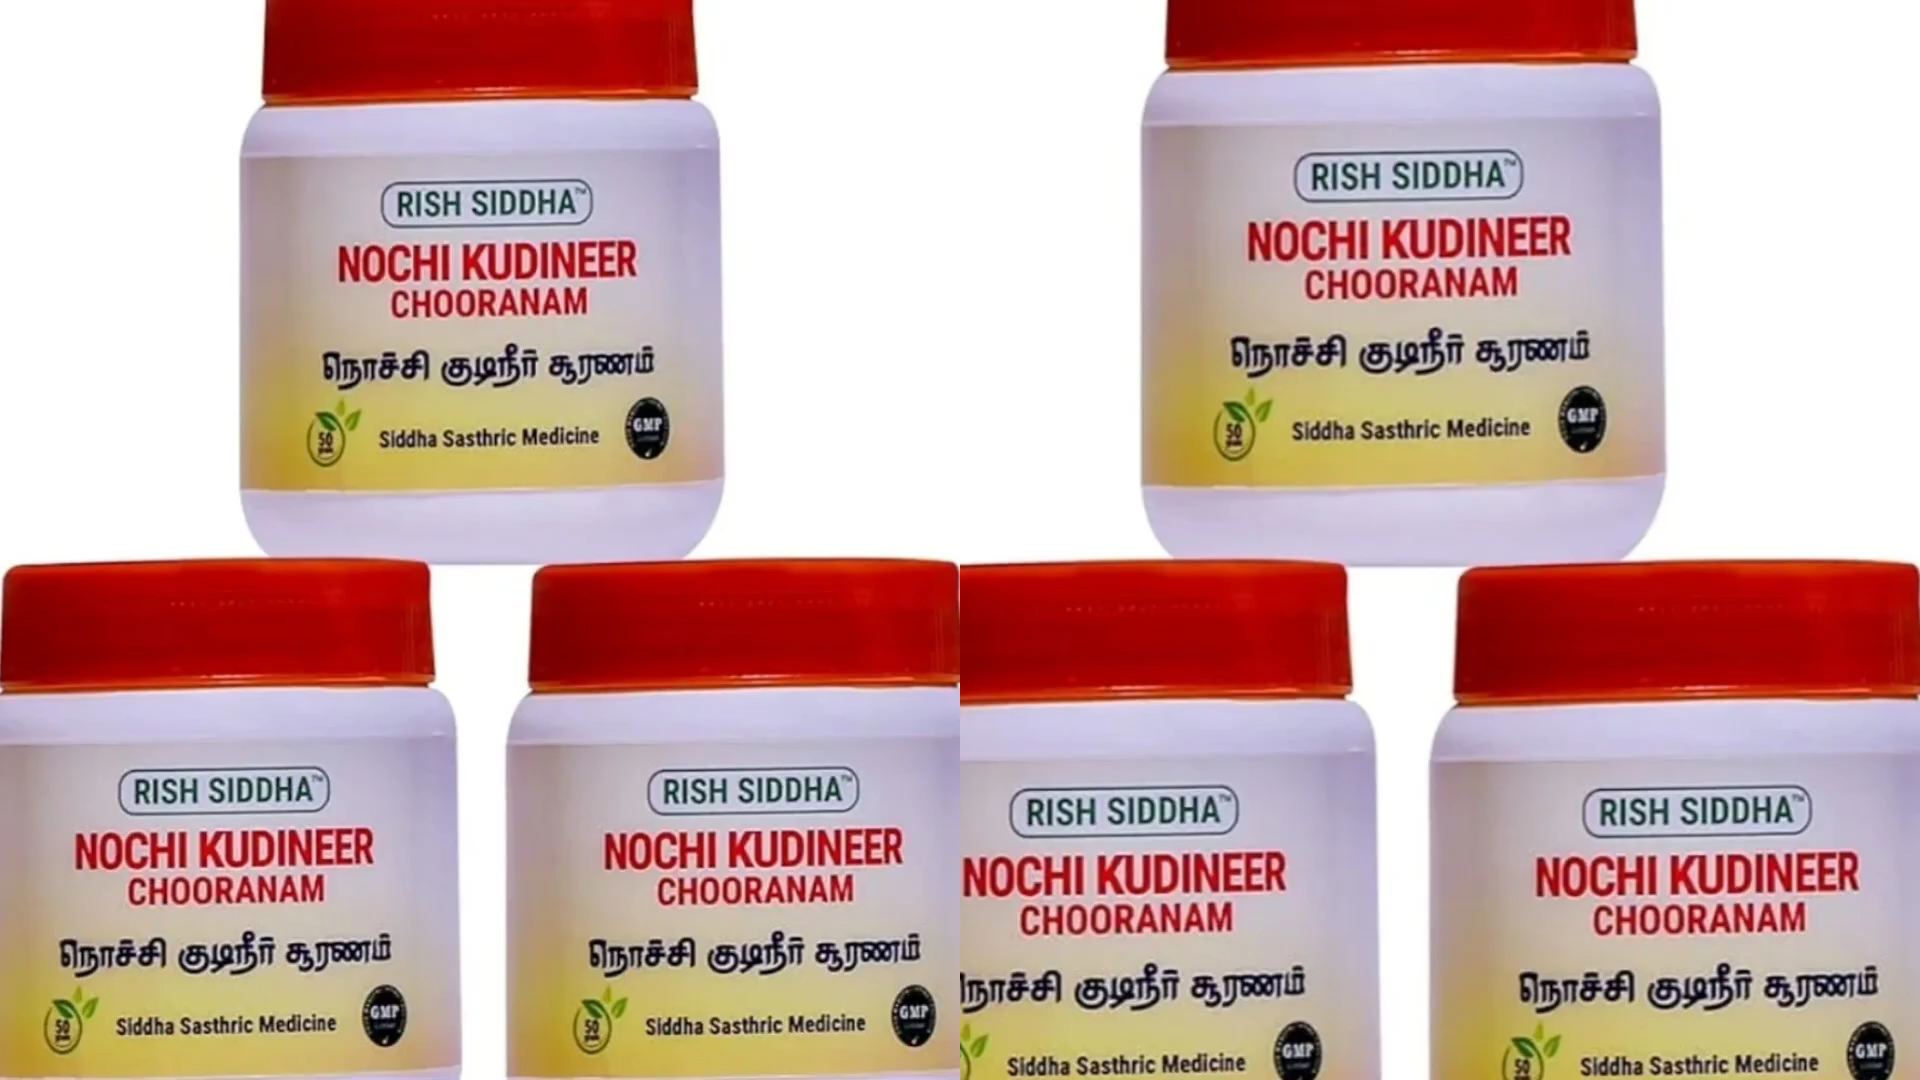 RISH SIDDHA™
NOCHI KUDINEER
CHOORANAM
நொச்சி குடிநீர் சூரணம்
50
Siddha Sasthric Medicine
GMP
RISH SIDDHA™
NOCHI KUDINEER
CHOORANAM
நொச்சி குடிநீர் சூரணம்
50
Siddha Sasthric Medicine
GMP
RISH SIDDHA™
NOCHI KUDINEER
CHOORANAM
நொச்சி குடிநீர் சூரணம்
50
Siddha Sasthric Medicine
GMP
RISH SIDDHA™
NOCHI KUDINEER
CHOORANAM
நொச்சி குடிநீர் சூரணம்
50
Siddha Sasthric Medicine
GMP
RISH SIDDHA™
NOCHI KUDINEER
CHOORANAM
நொச்சி குடிநீர் சூரணம்
Siddha Sasthric Medicine
GMP
RISH SIDDHA™
NOCHI KUDINEER
CHOORANAM
நொச்சி குடிநீர் சூரணம்
50
Siddha Sasthric Medicine
GMP